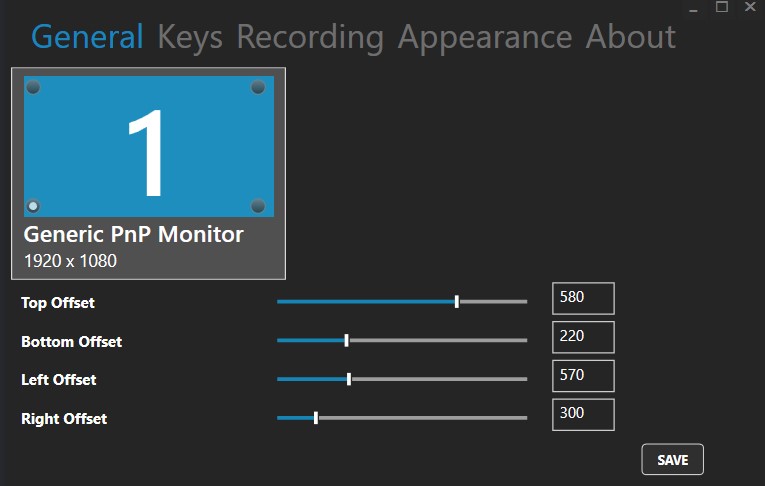 General Keys Recording Appearance About
1
Generic PnP Monitor
1920 x 1080
Top Offset 580
Bottom Offset 220
Left Offset 570
Right Offset 300
SAVE